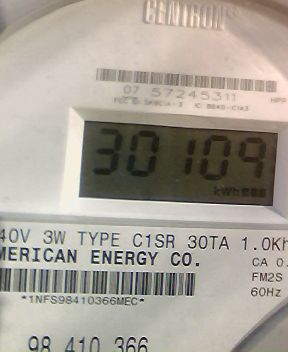 CENTRON®
07 57245311
30109
kWh
40V 3W TYPE C1SR 30TA 1.0Kh
MERICAN ENERGY CO.
CA 0.
FM2S
60Hz
*1NFS98410366MEC*
98 410 366